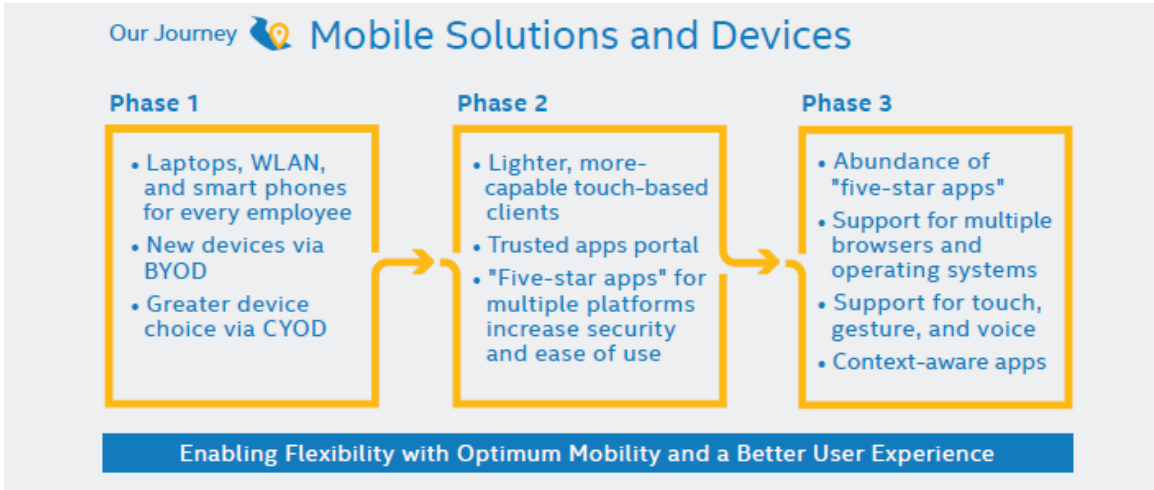 Our Journey Mobile Solutions and Devices
Phase 1
• Laptops, WLAN,
and smart phones
for every employee
• New devices via
BYOD
• Greater device
choice via CYOD
Phase 2
• Lighter, more-
capable touch-based
clients
• Trusted apps portal
• "Five-star apps" for
multiple platforms
increase security
and ease of use
Phase 3
• Abundance of
"five-star apps"
• Support for multiple
browsers and
operating systems
• Support for touch,
gesture, and voice
• Context-aware apps
Enabling Flexibility with Optimum Mobility and a Better User Experience